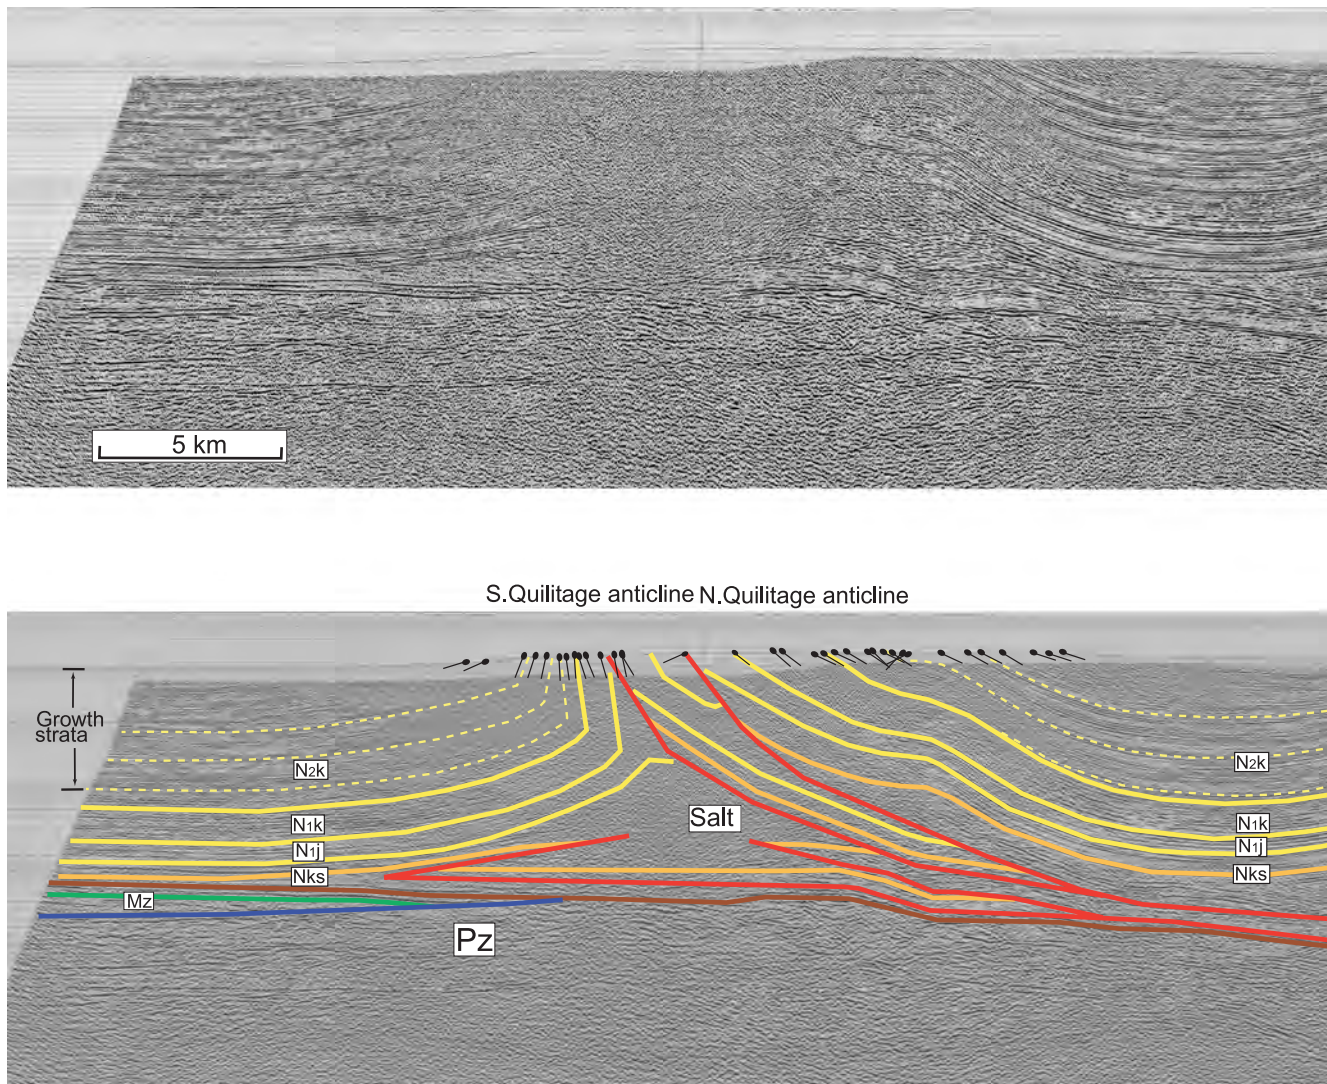 5 km
S.Quilitage anticline N.Quilitage anticline
Growth
strata
N2k
N2k
N1k
Salt
N1k
N1j
N1j
Nks
Nks
Mz
Pz